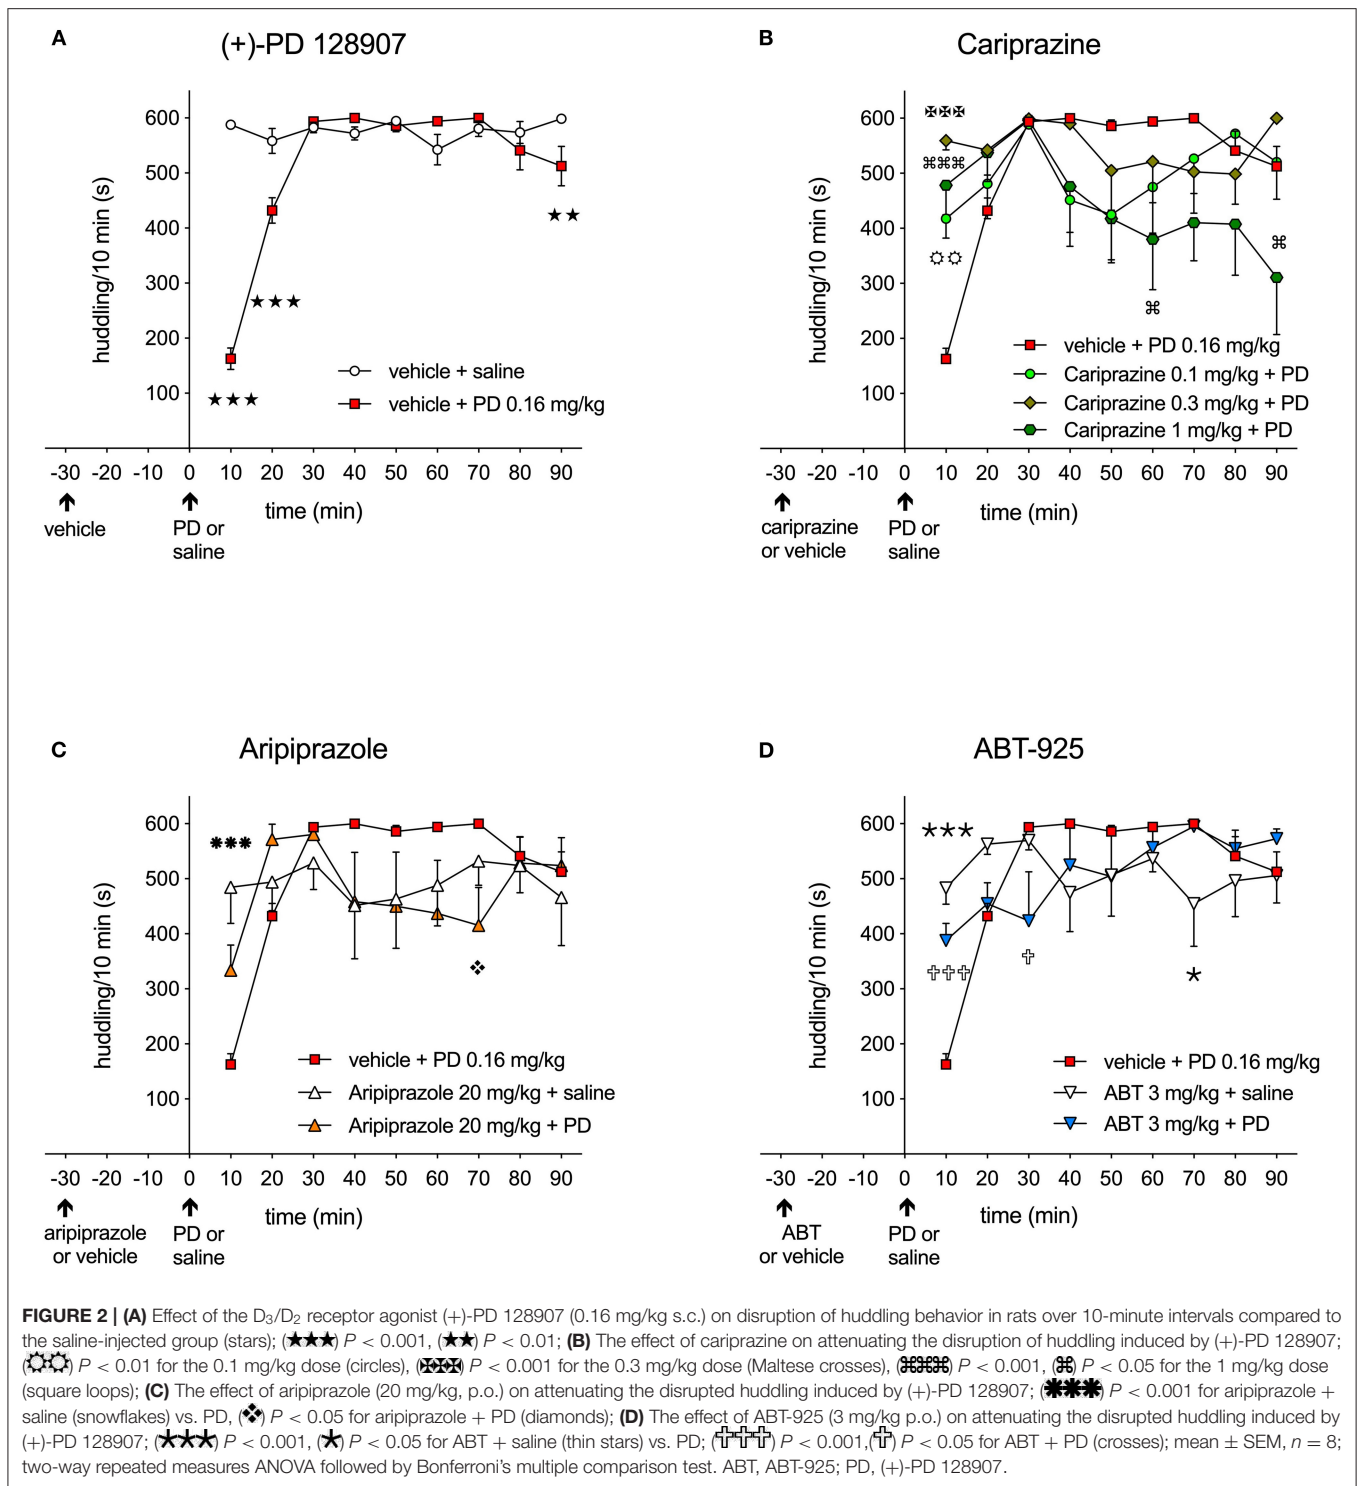 A
(+)-PD 128907
huddling/10 min (s)
600
500
400
300
200
100
★★★
★★★
★★
vehicle + saline
vehicle + PD 0.16 mg/kg
-30 -20 -10 0 10 20 30 40 50 60 70 80 90
time (min)
vehicle
PD or
saline
B
Cariprazine
huddling/10 min (s)
600
500
400
300
200
100
✠✠✠
⌘⌘⌘
⌘
⌘
vehicle + PD 0.16 mg/kg
Cariprazine 0.1 mg/kg + PD
Cariprazine 0.3 mg/kg + PD
Cariprazine 1 mg/kg + PD
-30 -20 -10 0 10 20 30 40 50 60 70 80 90
time (min)
cariprazine
or vehicle
PD or
saline
C
Aripiprazole
huddling/10 min (s)
600
500
400
300
200
100
✱✱✱
❖
vehicle + PD 0.16 mg/kg
Aripiprazole 20 mg/kg + saline
Aripiprazole 20 mg/kg + PD
-30 -20 -10 0 10 20 30 40 50 60 70 80 90
time (min)
aripiprazole
or vehicle
PD or
saline
D
ABT-925
huddling/10 min (s)
600
500
400
300
200
100
★★★
✞✞✞
✞
★
vehicle + PD 0.16 mg/kg
ABT 3 mg/kg + saline
ABT 3 mg/kg + PD
-30 -20 -10 0 10 20 30 40 50 60 70 80 90
time (min)
ABT
or vehicle
PD or
saline
FIGURE 2 | (A) Effect of the D₃/D₂ receptor agonist (+)-PD 128907 (0.16 mg/kg s.c.) on disruption of huddling behavior in rats over 10-minute intervals compared to
the saline-injected group (stars); (★★★) P < 0.001, (★★) P < 0.01; (B) The effect of cariprazine on attenuating the disruption of huddling induced by (+)-PD 128907;
(✵✵) P < 0.01 for the 0.1 mg/kg dose (circles), (✠✠✠) P < 0.001 for the 0.3 mg/kg dose (Maltese crosses), (⌘⌘⌘) P < 0.001, (⌘) P < 0.05 for the 1 mg/kg dose
(square loops); (C) The effect of aripiprazole (20 mg/kg, p.o.) on attenuating the disrupted huddling induced by (+)-PD 128907; (✱✱✱) P < 0.001 for aripiprazole +
saline (snowflakes) vs. PD, (❖) P < 0.05 for aripiprazole + PD (diamonds); (D) The effect of ABT-925 (3 mg/kg p.o.) on attenuating the disrupted huddling induced by
(+)-PD 128907; (★★★) P < 0.001, (★) P < 0.05 for ABT + saline (thin stars) vs. PD; (✞✞✞) P < 0.001,(✞) P < 0.05 for ABT + PD (crosses); mean ± SEM, n = 8;
two-way repeated measures ANOVA followed by Bonferroni's multiple comparison test. ABT, ABT-925; PD, (+)-PD 128907.